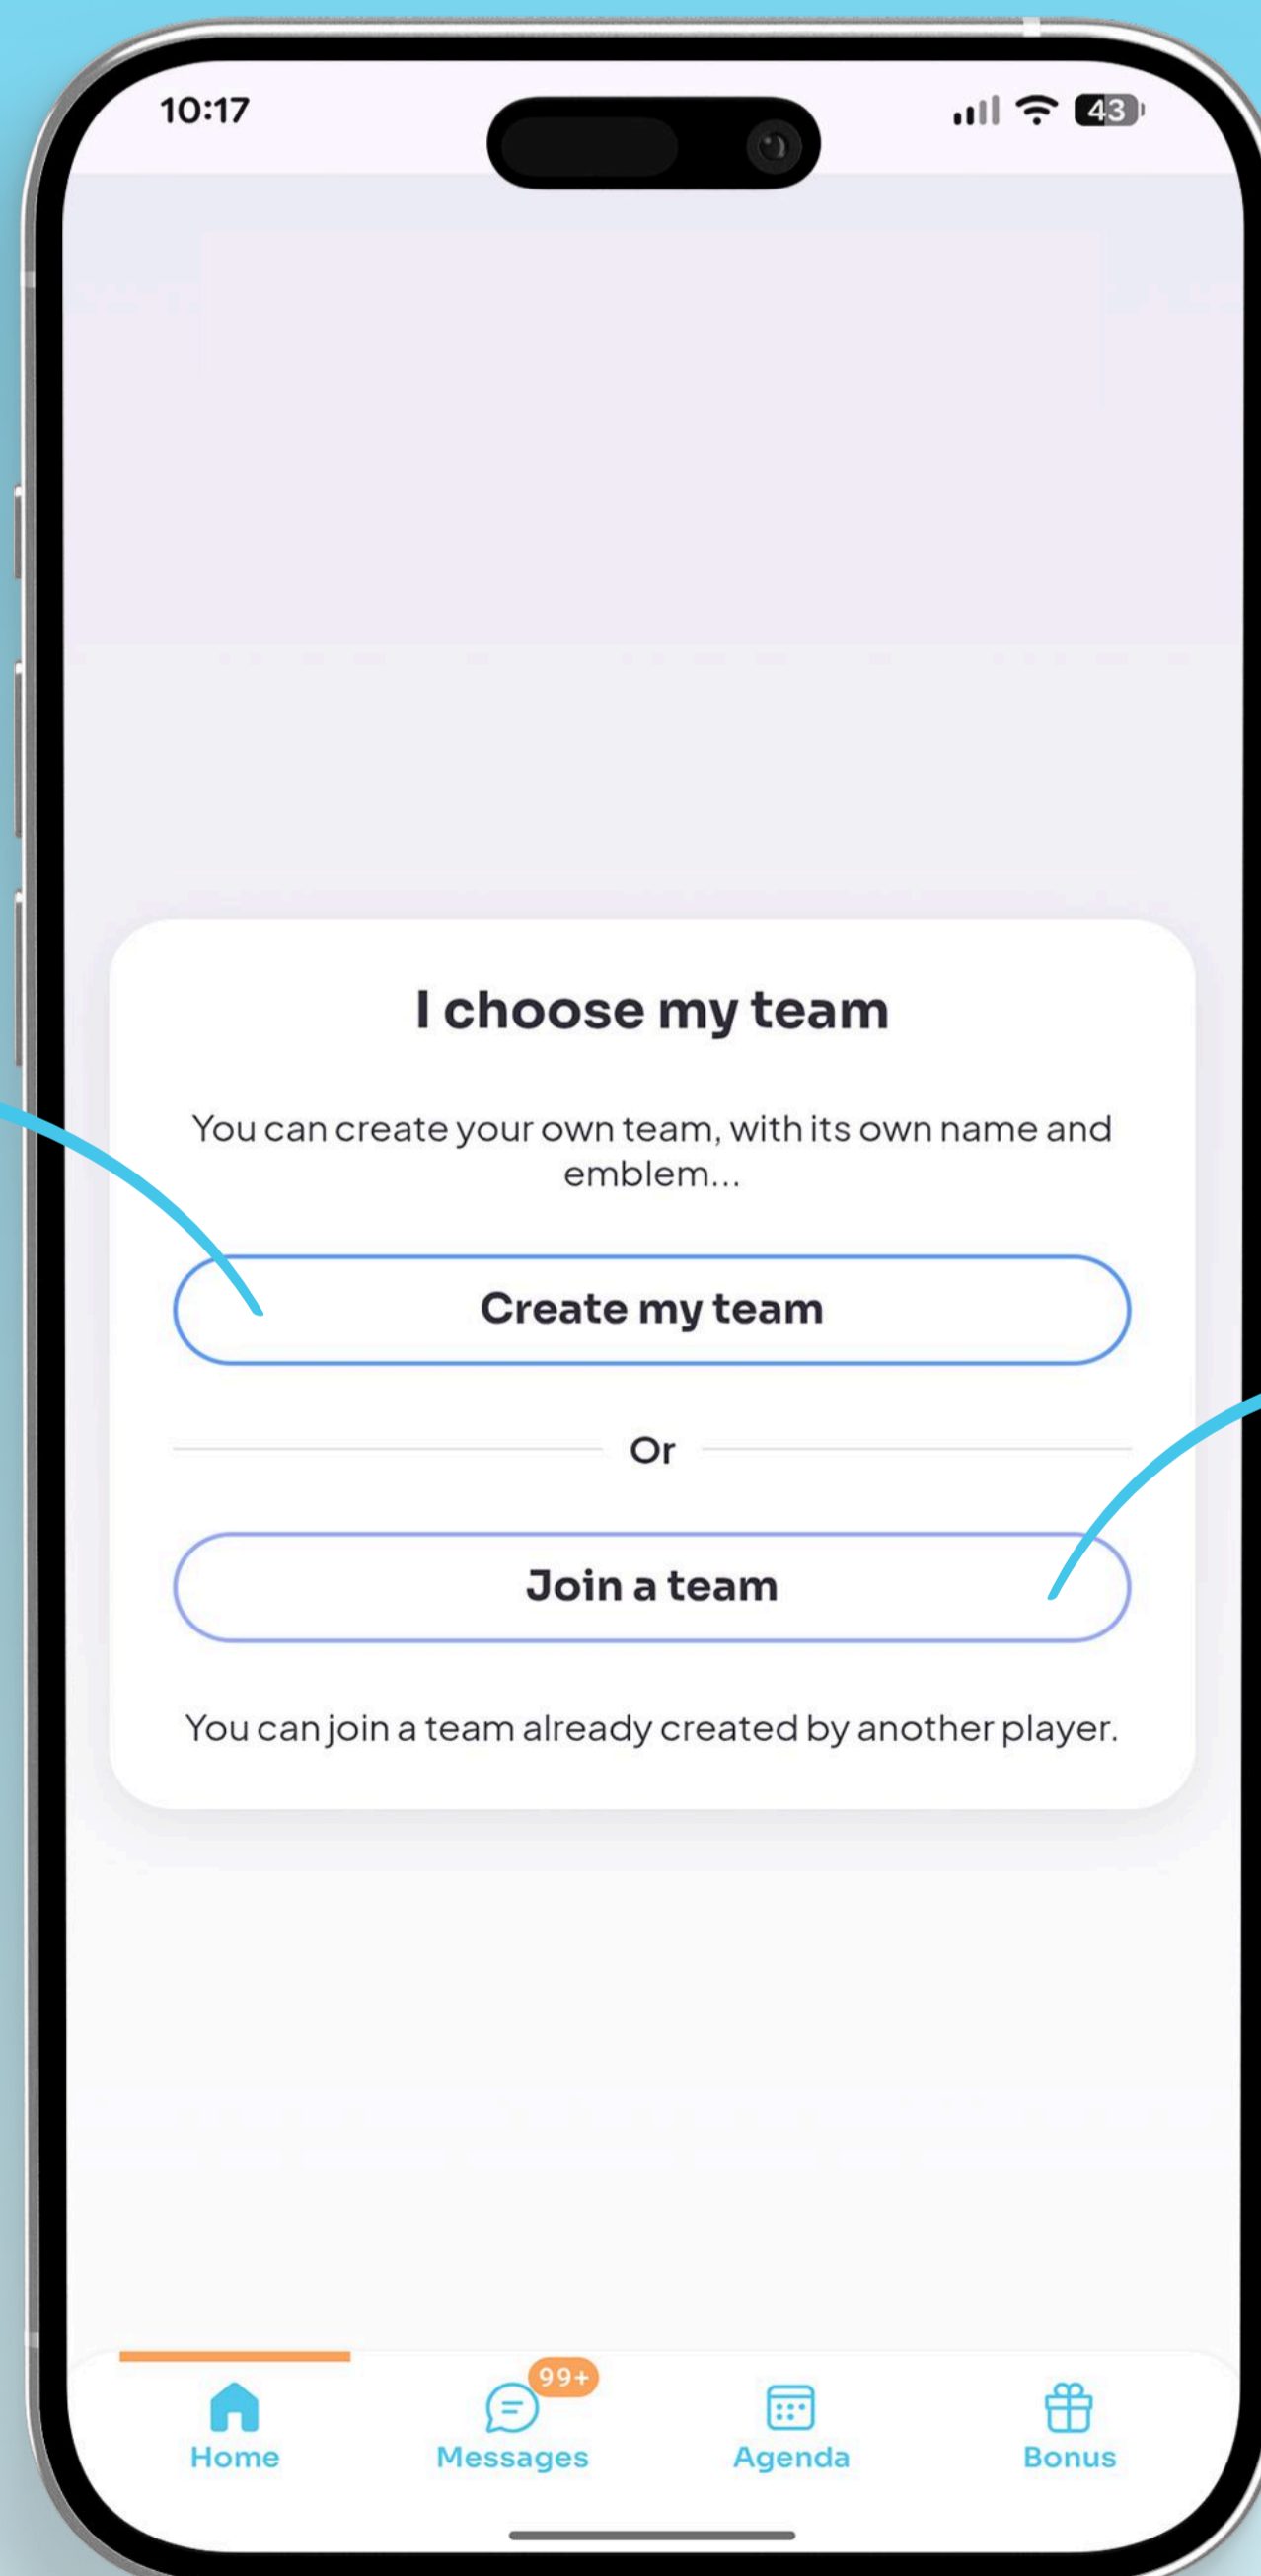 10:17
43
I choose my team
You can create your own team, with its own name and
emblem...
Create my team
Or
Join a team
You can join a team already created by another player.
99+
Home
Messages
Agenda
Bonus